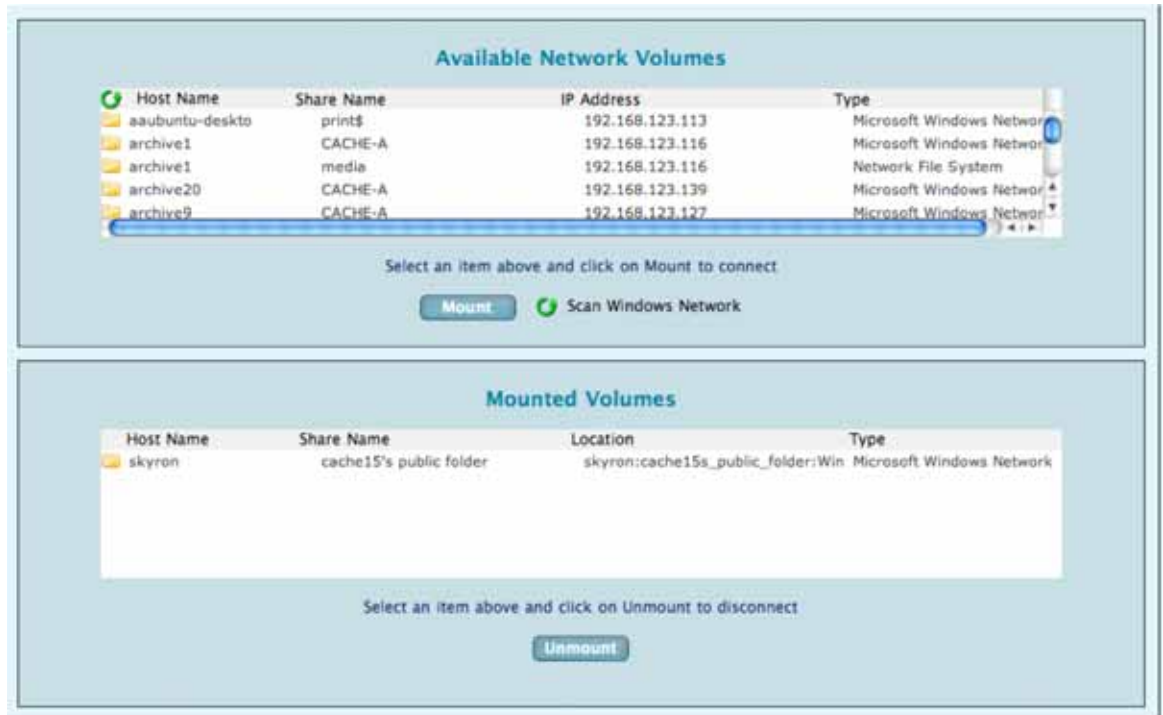 Available Network Volumes
Host Name Share Name IP Address Type
aaubuntu-deskto print$ 192.168.123.113 Microsoft Windows Networ
archive1 CACHE-A 192.168.123.116 Microsoft Windows Networ
archive1 media 192.168.123.116 Network File System
archive20 CACHE-A 192.168.123.139 Microsoft Windows Networ
archive9 CACHE-A 192.168.123.127 Microsoft Windows Networ
Select an item above and click on Mount to connect
Mount Scan Windows Network
Mounted Volumes
Host Name Share Name Location Type
skyron cache15's public folder skyron:cache15s_public_folder:Win Microsoft Windows Network
Select an item above and click on Unmount to disconnect
Unmount